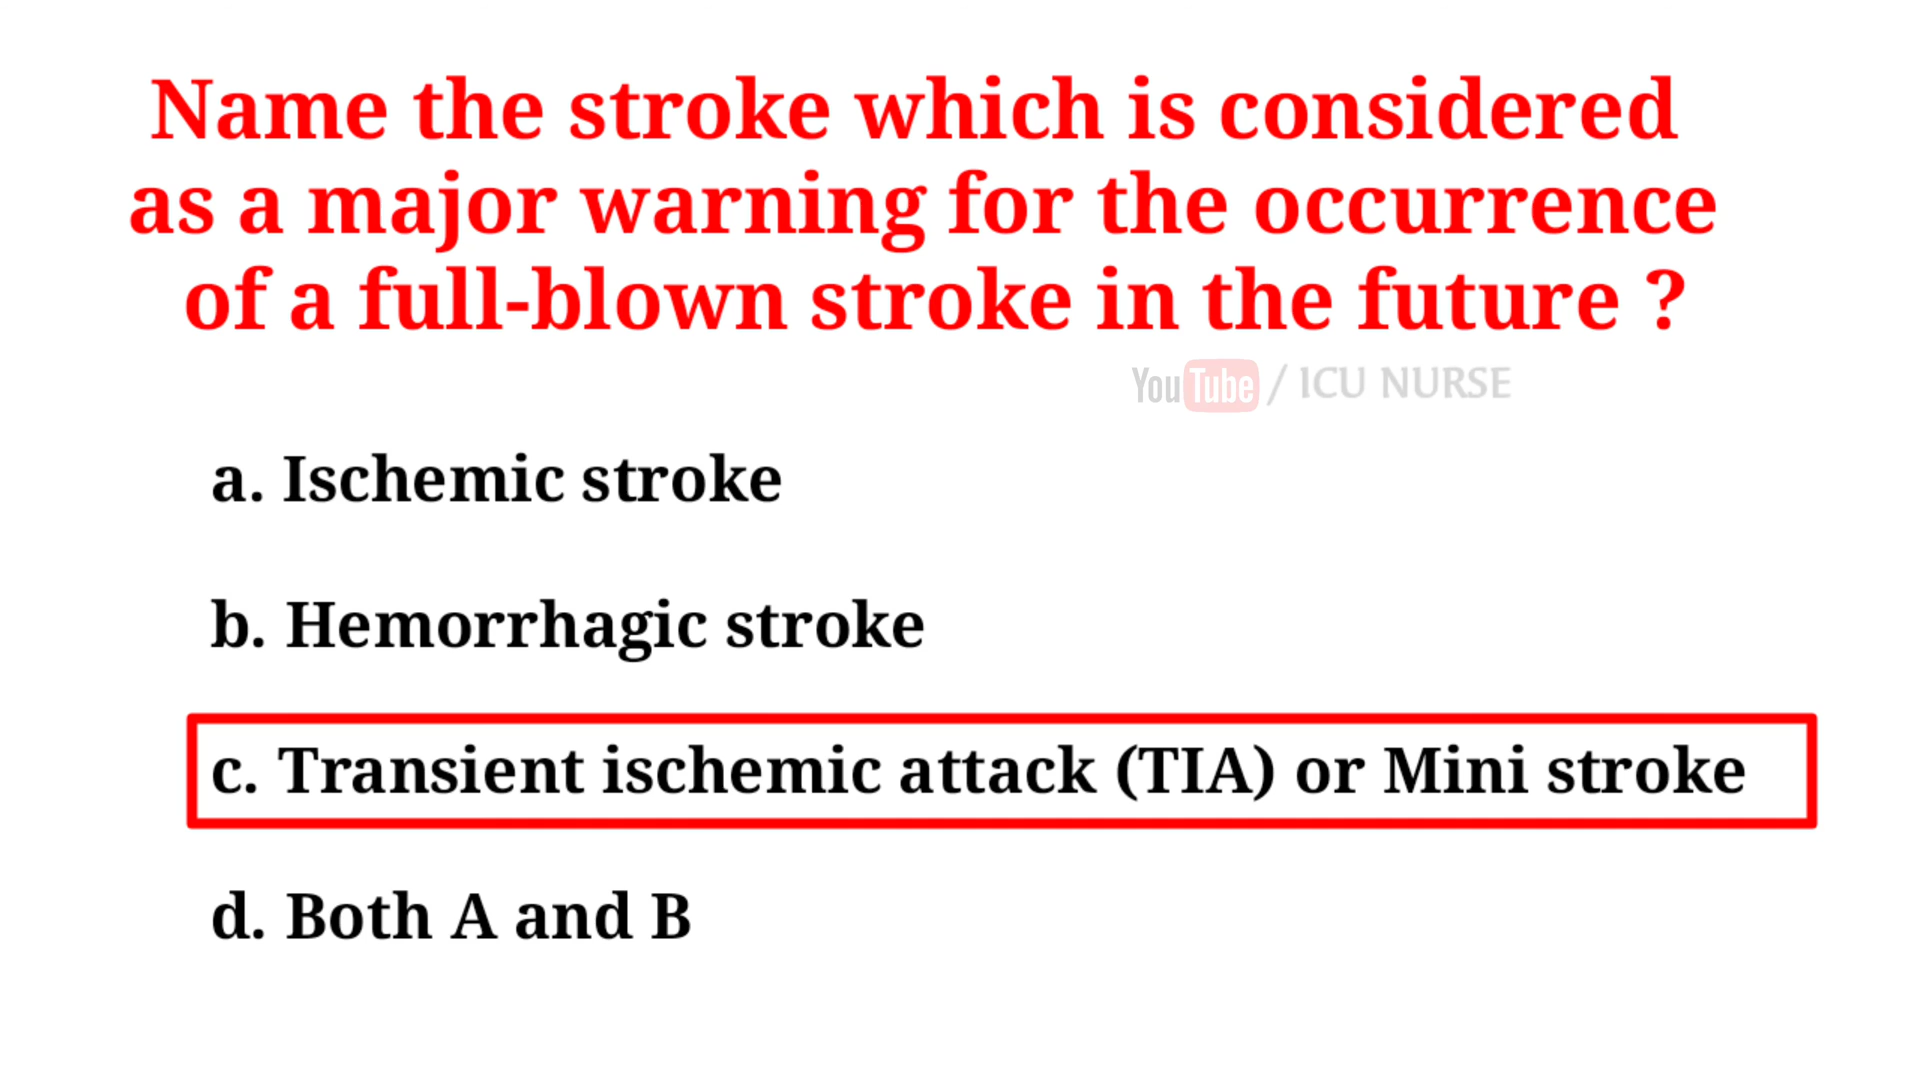 Name the stroke which is considered
as a major warning for the occurrence
of a full-blown stroke in the future ?
YouTube / ICU NURSE
a. Ischemic stroke
b. Hemorrhagic stroke
c. Transient ischemic attack (TIA) or Mini stroke
d. Both A and B